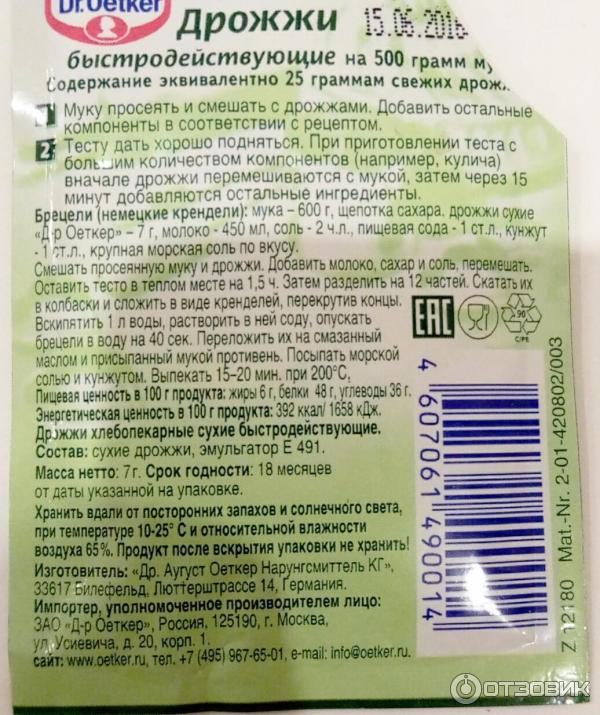 Dr.Oetker
Дрожжи 15.06.2016
быстродействующие на 500 грамм
Содержание эквивалентно 25 граммам свежих
1 Муку просеять и смешать с дрожжами. Добавить остальные
компоненты в соответствии с рецептом.
2 Тесту дать хорошо подняться. При приготовлении теста с
большим количеством компонентов (например, кулича)
вначале дрожжи перемешиваются с мукой, затем через 15
минут добавляются остальные ингредиенты.
Брецели (немецкие крендели): мука – 600 г, щепотка сахара. дрожжи сухие
«Д-р Оеткер» – 7 г, молоко - 450 мл, соль - 2 ч.л., пищевая сода - 1 ст.л., кунжут
- 1 ст.л., крупная морская соль по вкусу.
Смешать просеянную муку и дрожжи. Добавить молоко, сахар и соль, перемешать.
Оставить тесто в теплом месте на 1,5 ч. Затем разделить на 12 частей. Скатать их
в колбаски и сложить в виде кренделей, перекрутив концы.
Вскипятить 1 л воды, растворить в ней соду, опускать
брецели в воду на 40 сек. Переложить их на смазанный
маслом и присыпанный мукой противень. Посыпать морской
солью и кунжутом. Выпекать 15–20 мин. при 200°С.
EAC
90
C/PE
Пищевая ценность в 100 г продукта: жиры 6 г, белки 48 г, углеводы 36 г.
Энергетическая ценность в 100 г продукта: 392 ккал/ 1658 кДж.
Дрожжи хлебопекарные сухие быстродействующие.
Состав: сухие дрожжи, эмульгатор Е 491.
Масса нетто: 7г. Срок годности: 18 месяцев
от даты указанной на упаковке.
Хранить вдали от посторонних запахов и солнечного света,
при температуре 10-25° С и относительной влажности
воздуха 65%. Продукт после вскрытия упаковки не хранить!
Изготовитель: «Др. Аугуст Оеткер Нарунгсмиттель КГ»,
33617 Билефельд, Люттерштрассе 14, Германия.
Импортер, уполномоченное производителем лицо:
ЗАО «Д-р Оеткер», Россия, 125190, г. Москва,
ул. Усиевича, д. 20, корп. 1.
сайт: www.oetker.ru, тел. +7 (495) 967-65-01, e-mail: info@oetker.ru
4 607061 490014
Z 12180 Mat.-Nr. 2-01-420802/003
ОТЗОВИК